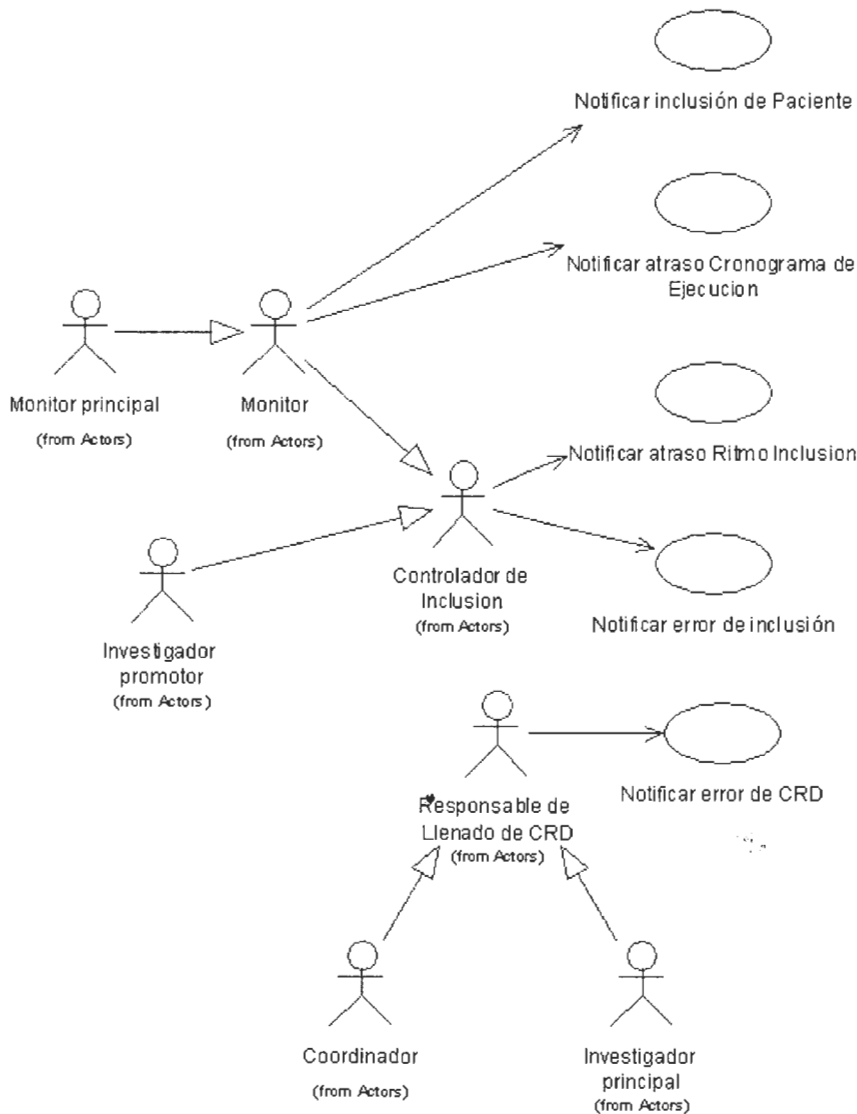 Notificar inclusión de Paciente
Notificar atraso Cronograma de
Ejecucion
Monitor principal
(from Actors)
Monitor
(from Actors)
Notificar atraso Ritmo Inclusion
Controlador de
Inclusion
(from Actors)
Notificar error de inclusión
Investigador
promotor
(from Actors)
Responsable de
Llenado de CRD
(from Actors)
Notificar error de CRD
Coordinador
(from Actors)
Investigador
principal
(from Actors)